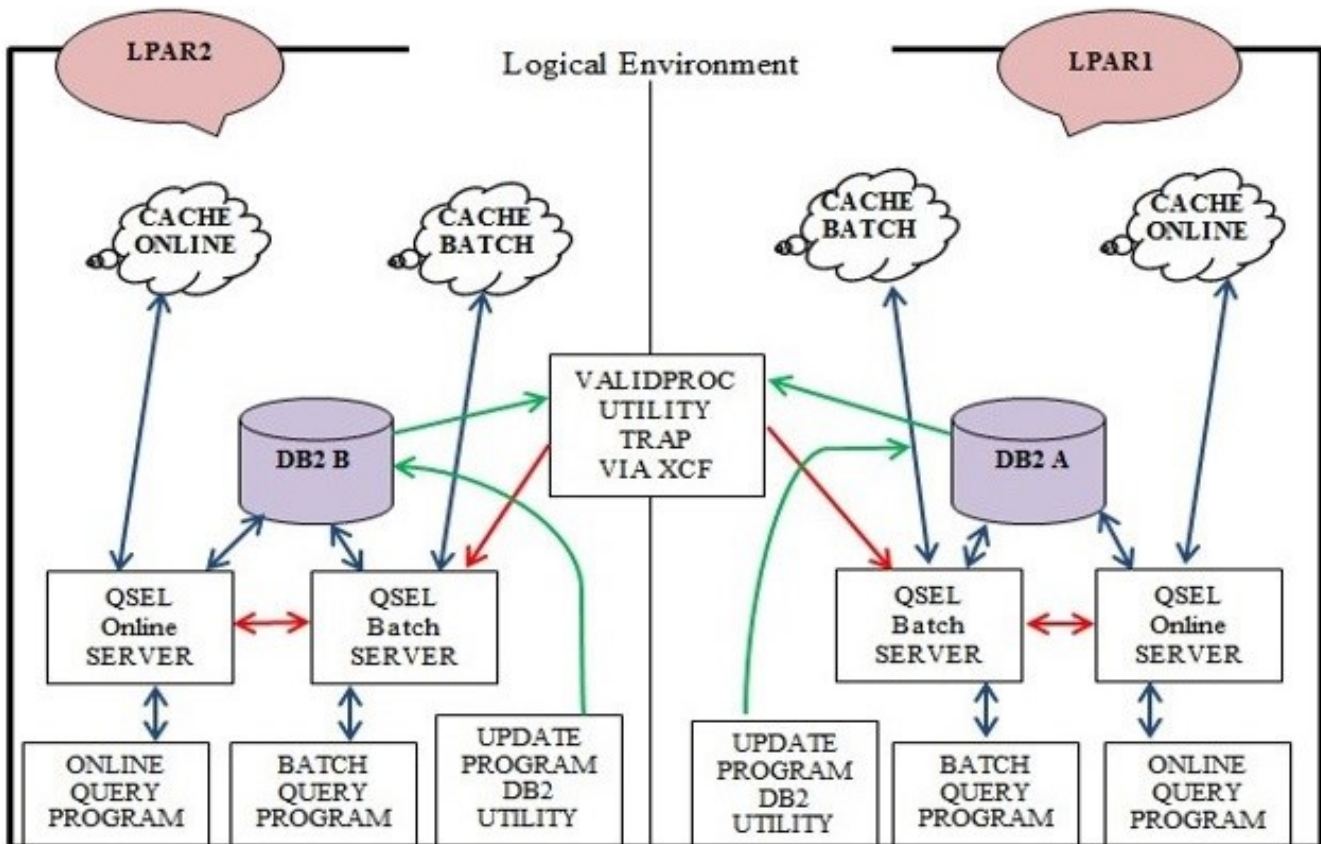 LPAR2
Logical Environment
LPAR1
CACHE
ONLINE
CACHE
BATCH
CACHE
BATCH
CACHE
ONLINE
VALIDPROC
UTILITY
TRAP
VIA XCF
DB2 B
DB2 A
QSEL
Online
SERVER
QSEL
Batch
SERVER
QSEL
Batch
SERVER
QSEL
Online
SERVER
ONLINE
QUERY
PROGRAM
BATCH
QUERY
PROGRAM
UPDATE
PROGRAM
DB2
UTILITY
UPDATE
PROGRAM
DB2
UTILITY
BATCH
QUERY
PROGRAM
ONLINE
QUERY
PROGRAM